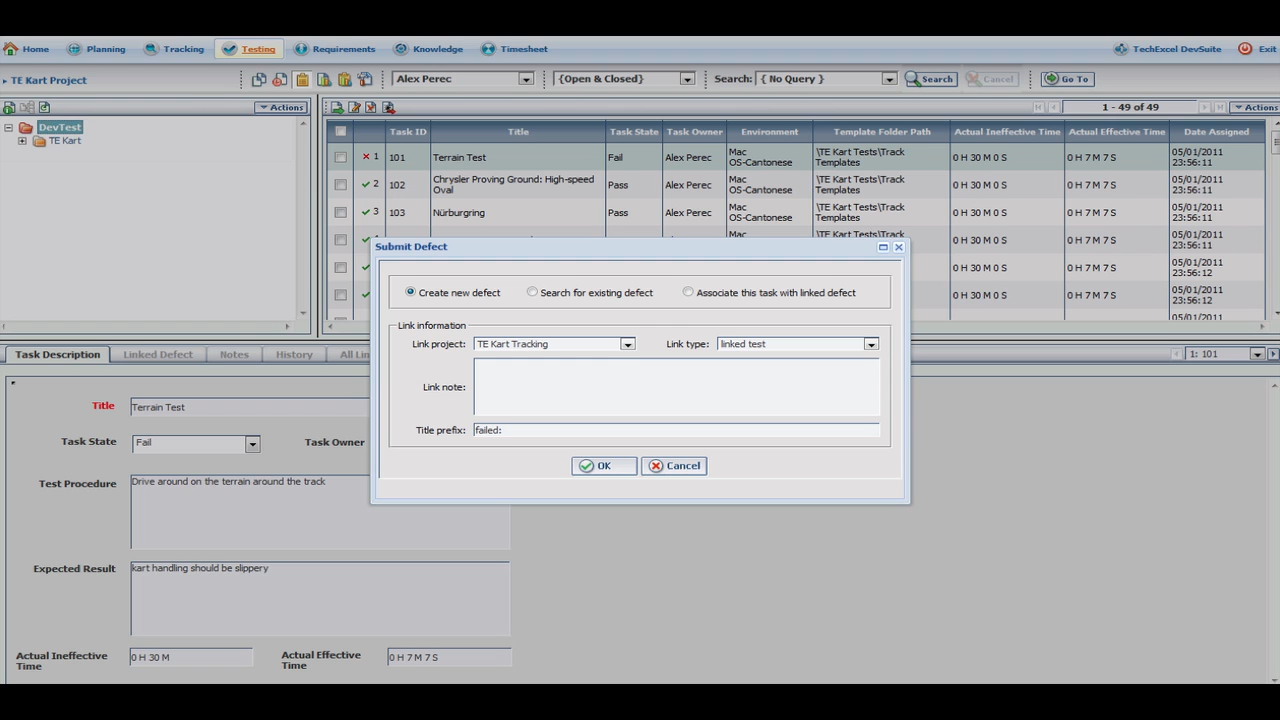 Home Planning Tracking Testing Requirements Knowledge Timesheet TechExcel DevSuite Exit
TE Kart Project Alex Perec {Open & Closed} Search: { No Query } Search Cancel Go To
Actions 1 - 49 of 49 Actions
DevTest
TE Kart
Task ID Title Task State Task Owner Environment Template Folder Path Actual Ineffective Time Actual Effective Time Date Assigned
1 101 Terrain Test Fail Alex Perec Mac OS-Cantonese \TE Kart Tests\Track Templates 0 H 30 M 0 S 0 H 7 M 7 S 05/01/2011 23:56:11
2 102 Chrysler Proving Ground: High-speed Oval Pass Alex Perec Mac OS-Cantonese \TE Kart Tests\Track Templates 0 H 30 M 0 S 0 H 7 M 7 S 05/01/2011 23:56:11
3 103 Nürburgring Pass Alex Perec Mac OS-Cantonese \TE Kart Tests\Track Templates 0 H 30 M 0 S 0 H 7 M 7 S 05/01/2011 23:56:11
Mac \TE Kart Tests\Track 0 H 30 M 0 S 0 H 7 M 7 S 05/01/2011 23:56:11
0 H 30 M 0 S 0 H 7 M 7 S 05/01/2011 23:56:12
0 H 30 M 0 S 0 H 7 M 7 S 05/01/2011 23:56:12
05/01/2011
Submit Defect
Create new defect Search for existing defect Associate this task with linked defect
Link information
Link project: TE Kart Tracking Link type: linked test
Link note:
Title prefix: failed:
OK Cancel
Task Description Linked Defect Notes History All Lin 1: 101
Title Terrain Test
Task State Fail Task Owner
Test Procedure Drive around on the terrain around the track
Expected Result kart handling should be slippery
Actual Ineffective Time 0 H 30 M Actual Effective Time 0 H 7 M 7 S